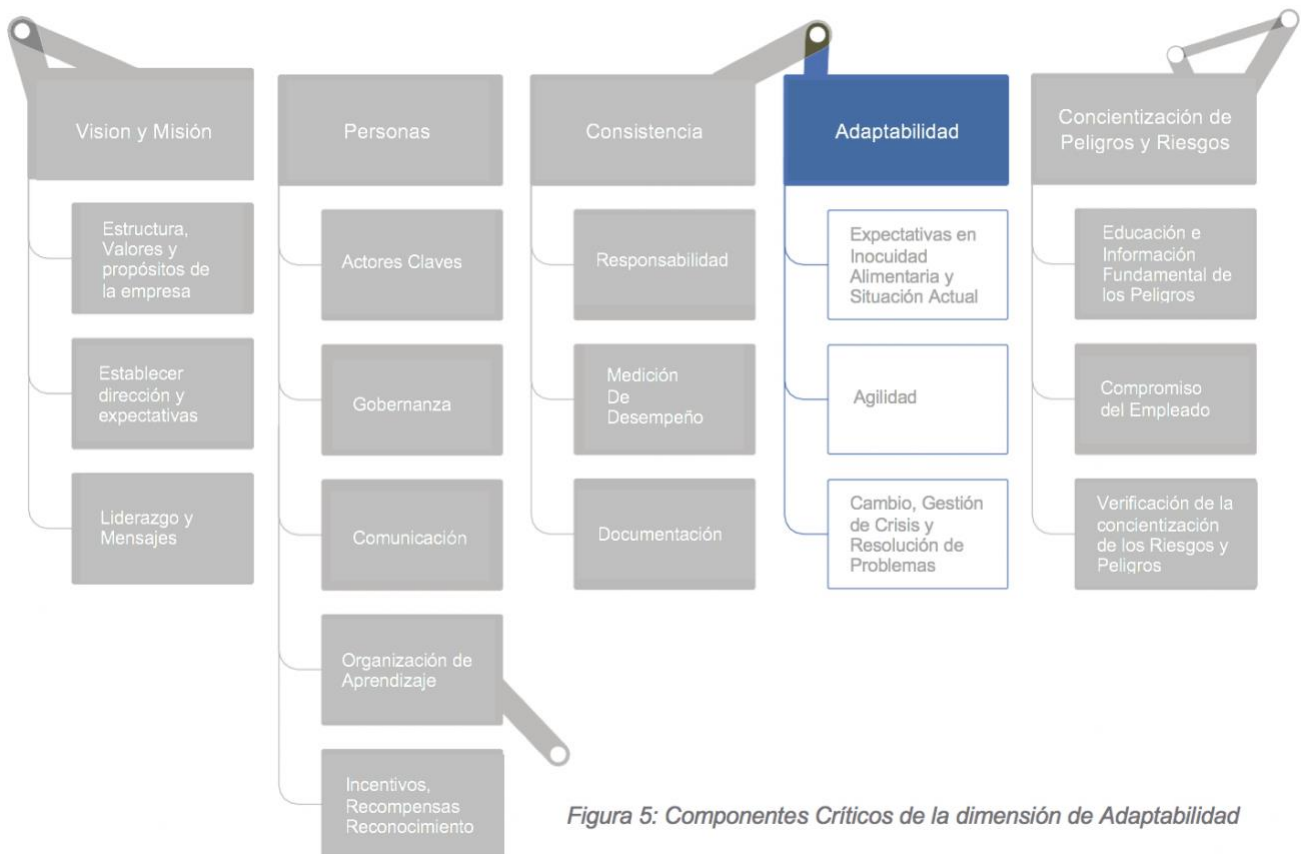 Vision y Misión
Estructura,
Valores y
propósitos de
la empresa
Establecer
dirección y
expectativas
Liderazgo y
Mensajes
Personas
Actores Claves
Gobernanza
Comunicación
Organización de
Aprendizaje
Incentivos,
Recompensas
Reconocimiento
Consistencia
Responsabilidad
Medición
De
Desempeño
Documentación
Adaptabilidad
Expectativas en
Inocuidad
Alimentaria y
Situación Actual
Agilidad
Cambio, Gestión
de Crisis y
Resolución de
Problemas
Concientización de
Peligros y Riesgos
Educación e
Información
Fundamental de
los Peligros
Compromiso
del Empleado
Verificación de la
concientización
de los Riesgos y
Peligros
Figura 5: Componentes Críticos de la dimensión de Adaptabilidad